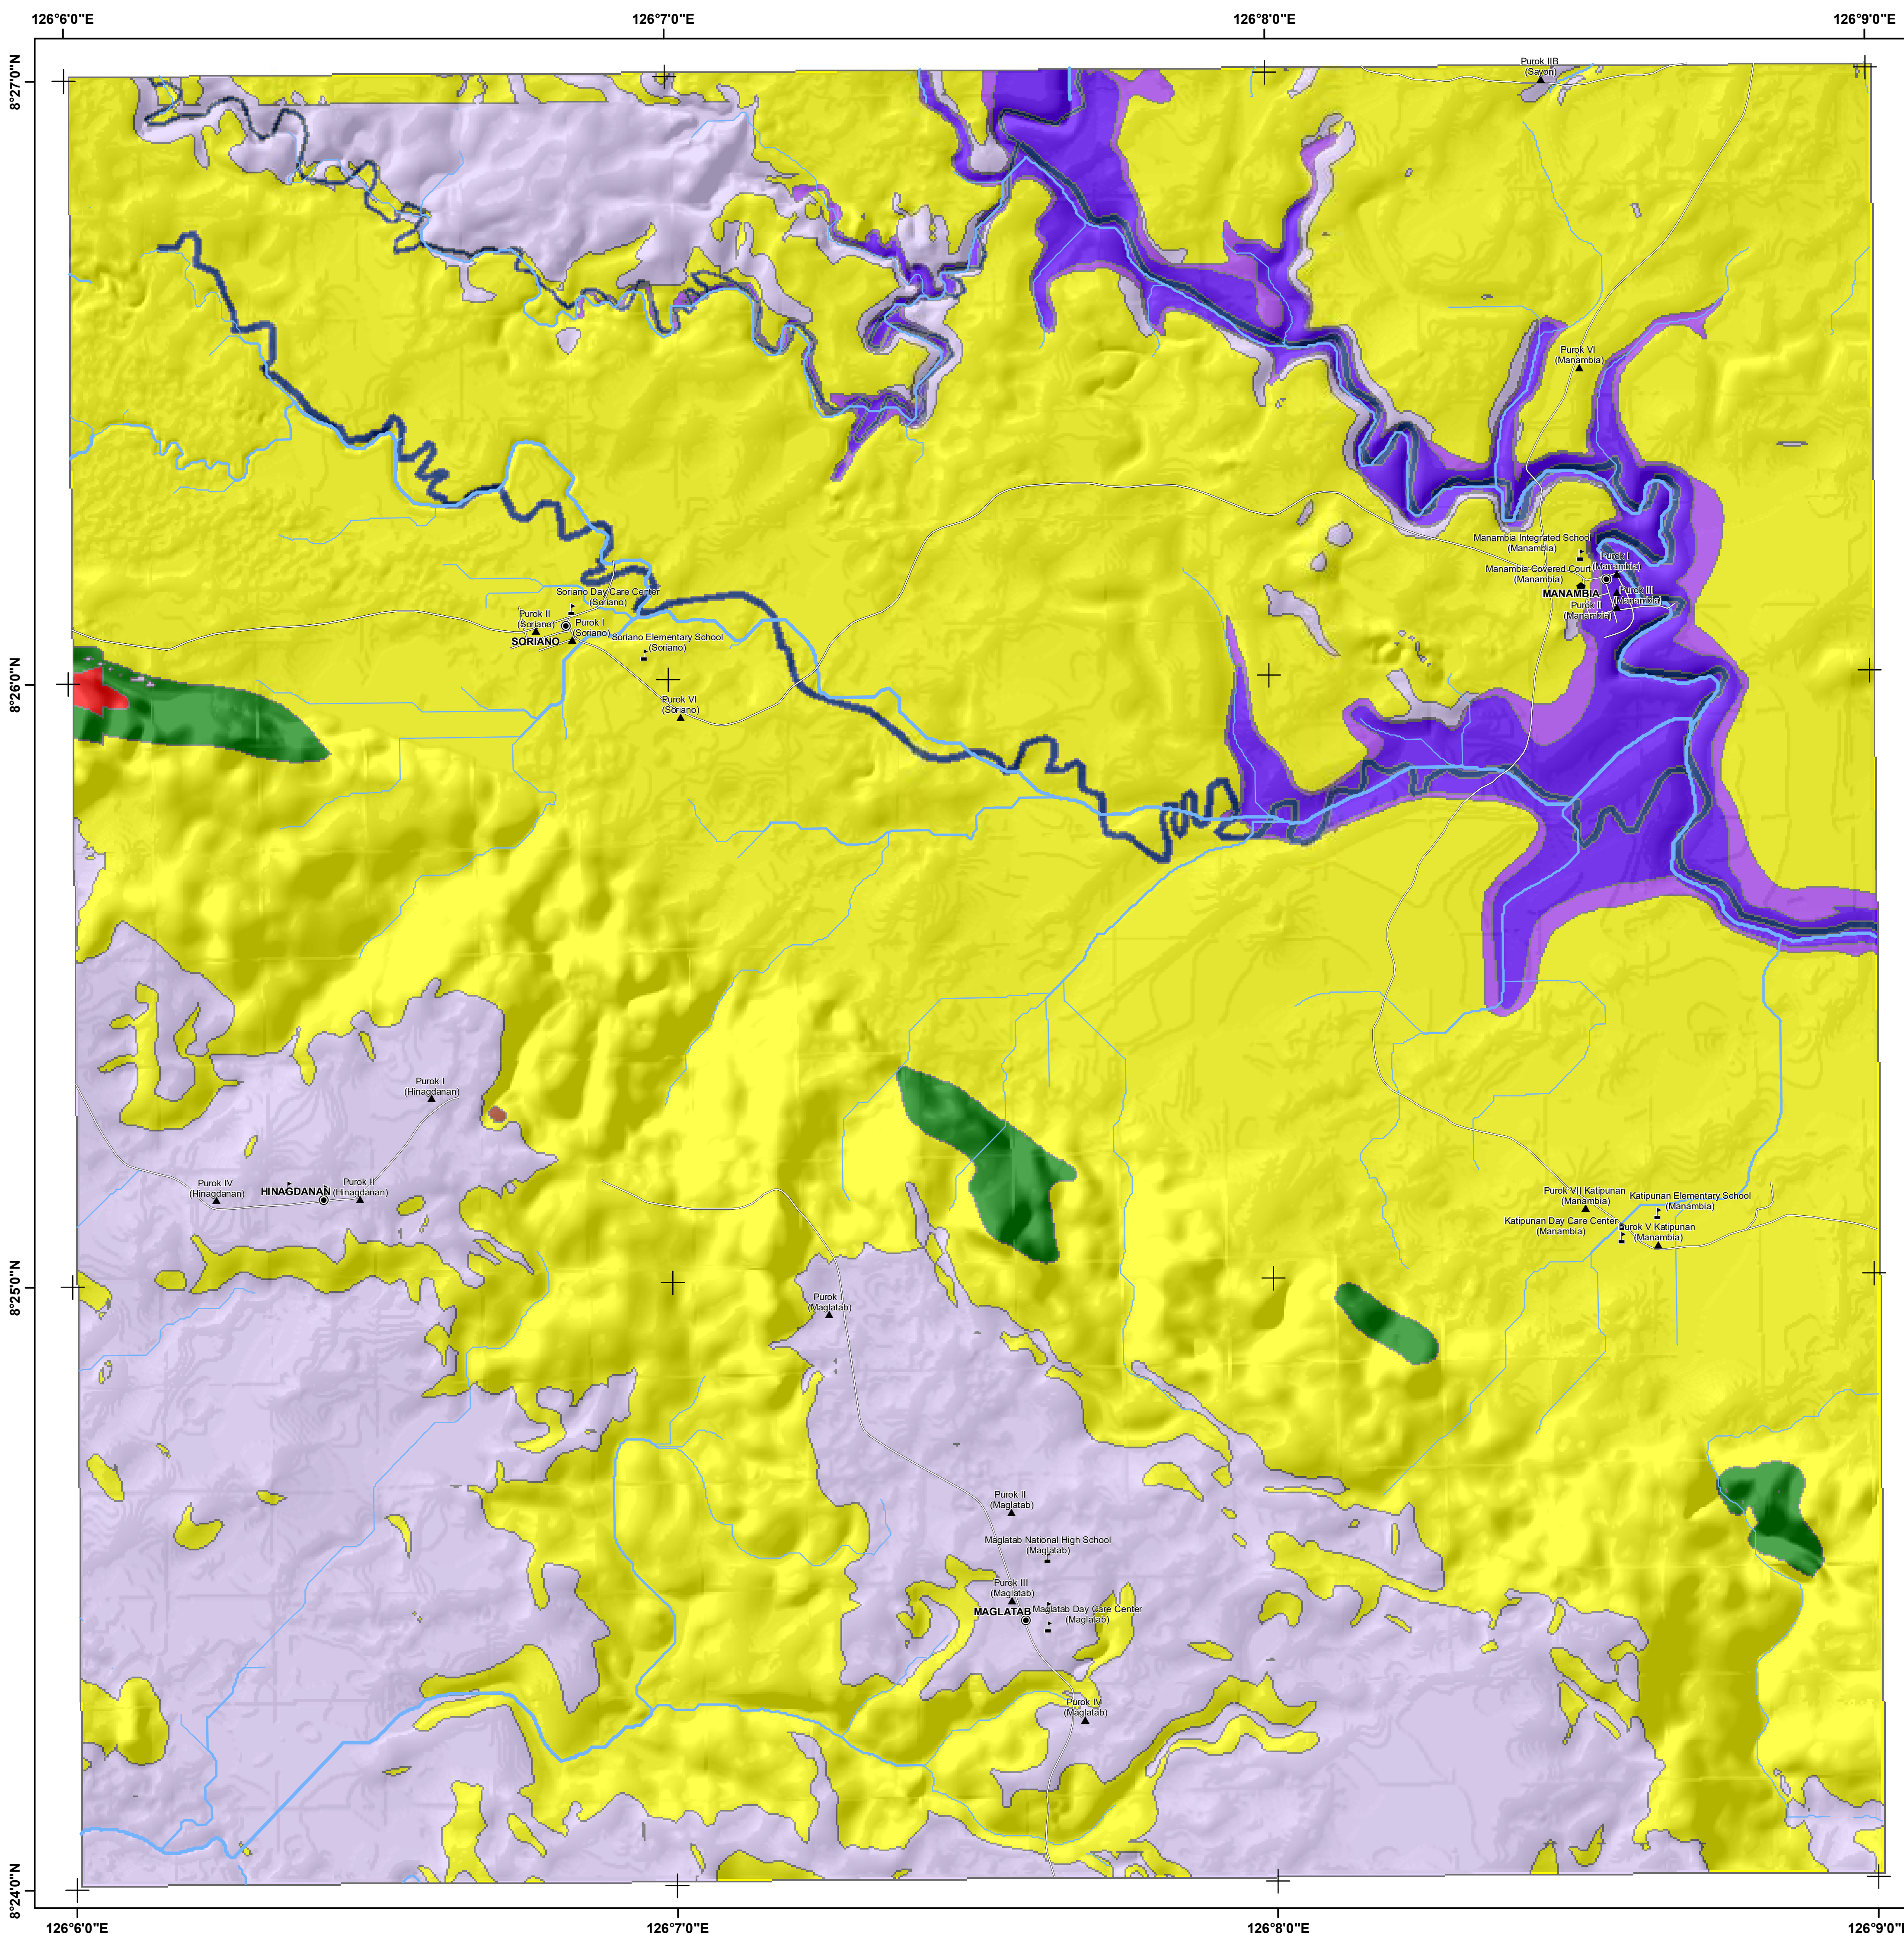 126°6'0"E
126°7'0"E
126°8'0"E
126°9'0"E
8°27'0"N
Purok IIB
(Sayon)
Purok VI
(Manambia)
Manambia Integrated School
(Manambia)
Purok I
(Manambia)
Manambia Covered Court
(Manambia)
MANAMBIA
Purok III
(Manambia)
Purok II
(Manambia)
Soriano Day Care Center
(Soriano)
Purok II
(Soriano)
Purok I
(Soriano)
SORIANO
Soriano Elementary School
(Soriano)
8°26'0"N
Purok VI
(Soriano)
Purok I
(Hinagdanan)
Purok IV
(Hinagdanan)
HINAGDANAN
Purok II
(Hinagdanan)
Purok VII Katipunan
(Manambia)
Katipunan Elementary School
(Manambia)
Katipunan Day Care Center
(Manambia)
Purok V Katipunan
(Manambia)
8°25'0"N
Purok I
(Maglatab)
Purok II
(Maglatab)
Maglatab National High School
(Maglatab)
Purok III
(Maglatab)
MAGLATAB
Maglatab Day Care Center
(Maglatab)
Purok IV
(Maglatab)
8°24'0"N
126°6'0"E
126°7'0"E
126°8'0"E
126°9'0"E